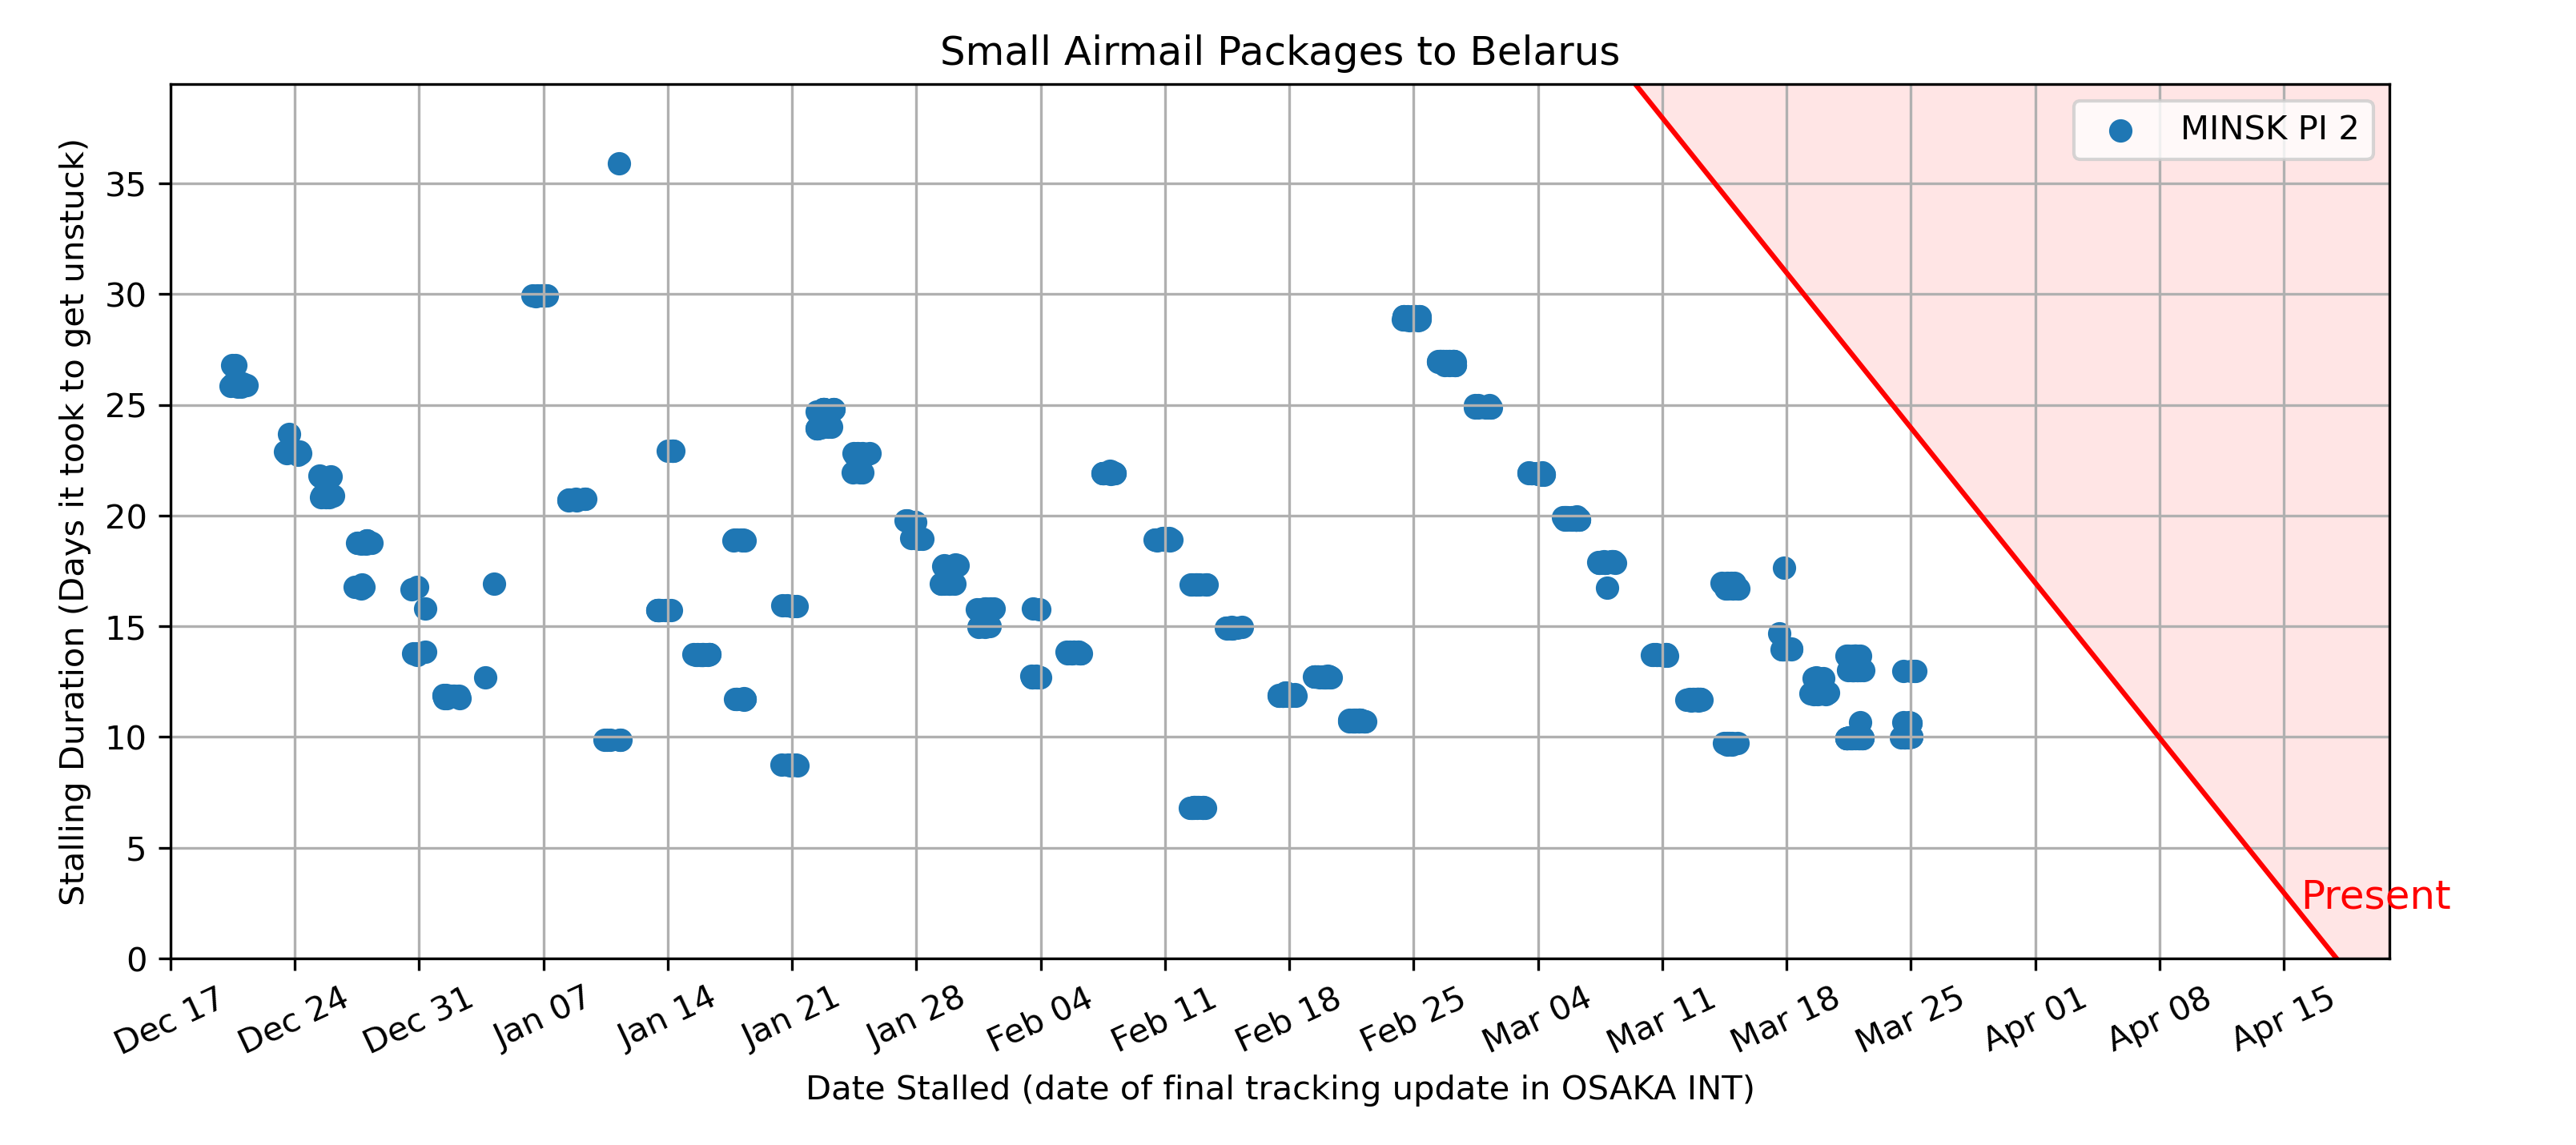 Small Airmail Packages to Belarus
MINSK PI 2
Stalling Duration (Days it took to get unstuck)
35
30
25
20
15
10
5
0
Present
Dec 17
Dec 24
Dec 31
Jan 07
Jan 14
Jan 21
Jan 28
Feb 04
Feb 11
Feb 18
Feb 25
Mar 04
Mar 11
Mar 18
Mar 25
Apr 01
Apr 08
Apr 15
Date Stalled (date of final tracking update in OSAKA INT)